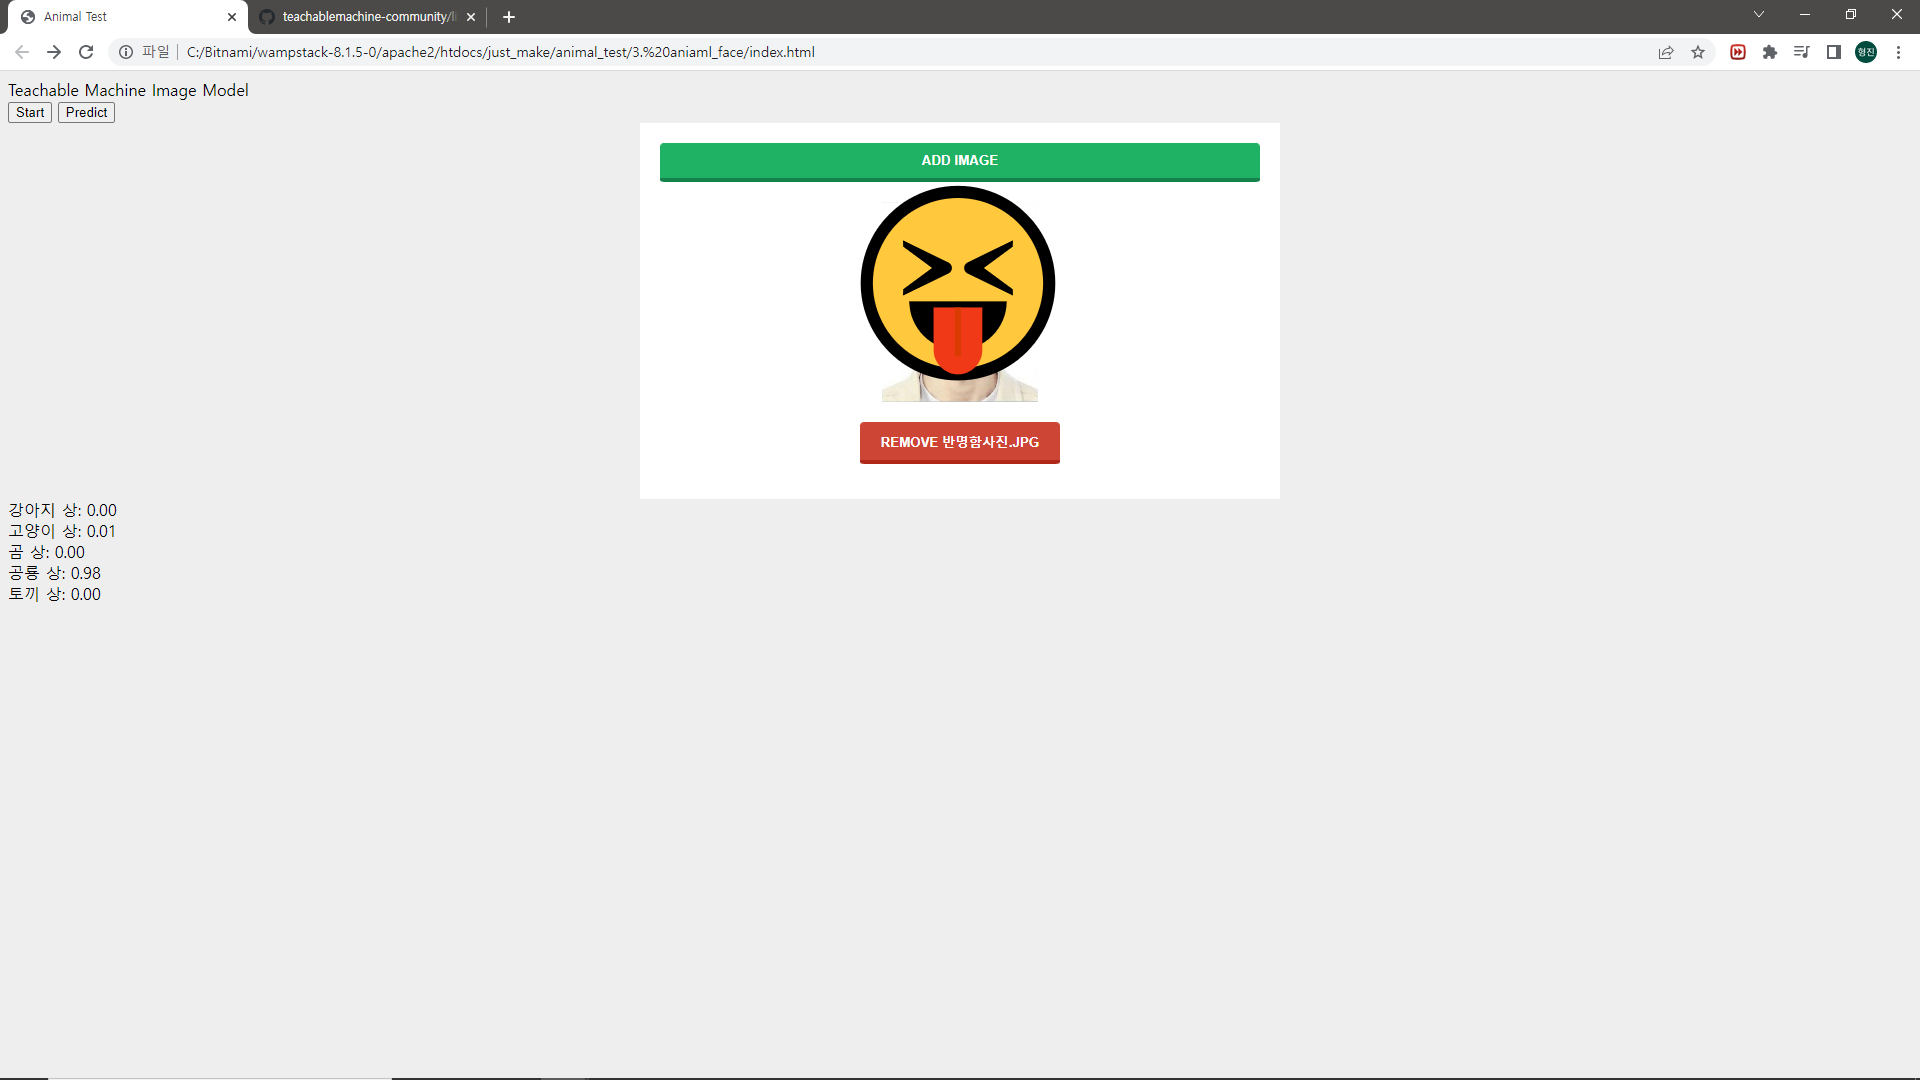 Animal Test
teachablemachine-community/li
파일
C:/Bitnami/wampstack-8.1.5-0/apache2/htdocs/just_make/animal_test/3.%20aniaml_face/index.html
형진
Teachable Machine Image Model
Start Predict
ADD IMAGE
REMOVE 반명함사진.JPG
강아지 상: 0.00
고양이 상: 0.01
곰 상: 0.00
공룡 상: 0.98
토끼 상: 0.00